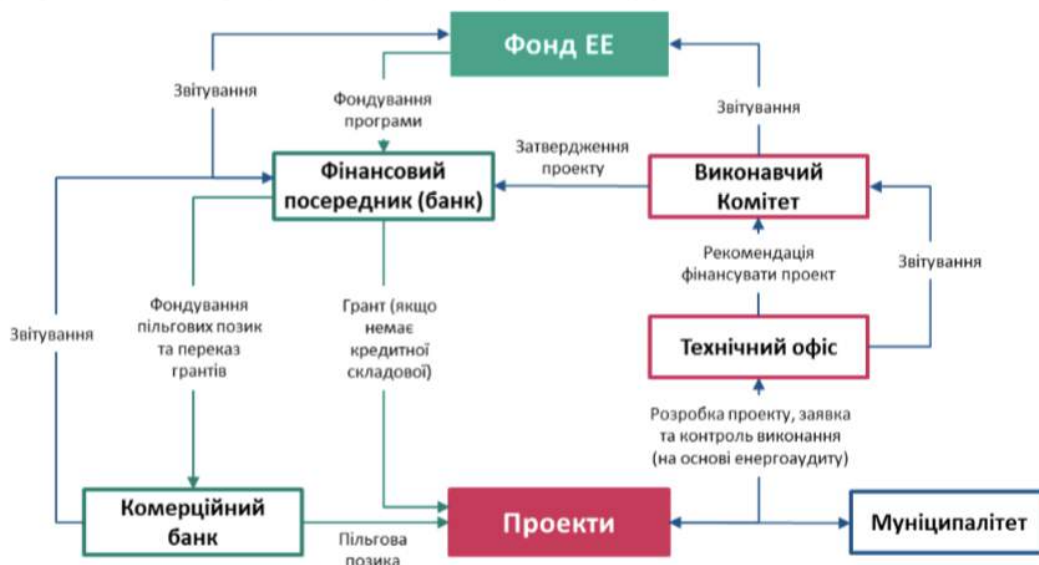 Фонд ЕЕ
Звітування
Фондування
програми
Звітування
Затвердження
проекту
Фінансовий
посередник (банк)
Виконавчий
Комітет
Рекомендація
фінансувати проект
Звітування
Фондування
пільгових позик
та переказ
грантів
Грант (якщо
немає
кредитної
складової)
Звітування
Технічний офіс
Розробка проекту, заявка
та контроль виконання
(на основі енергоаудиту)
Комерційний
банк
Пільгова
позика
Проекти
Муніципалітет